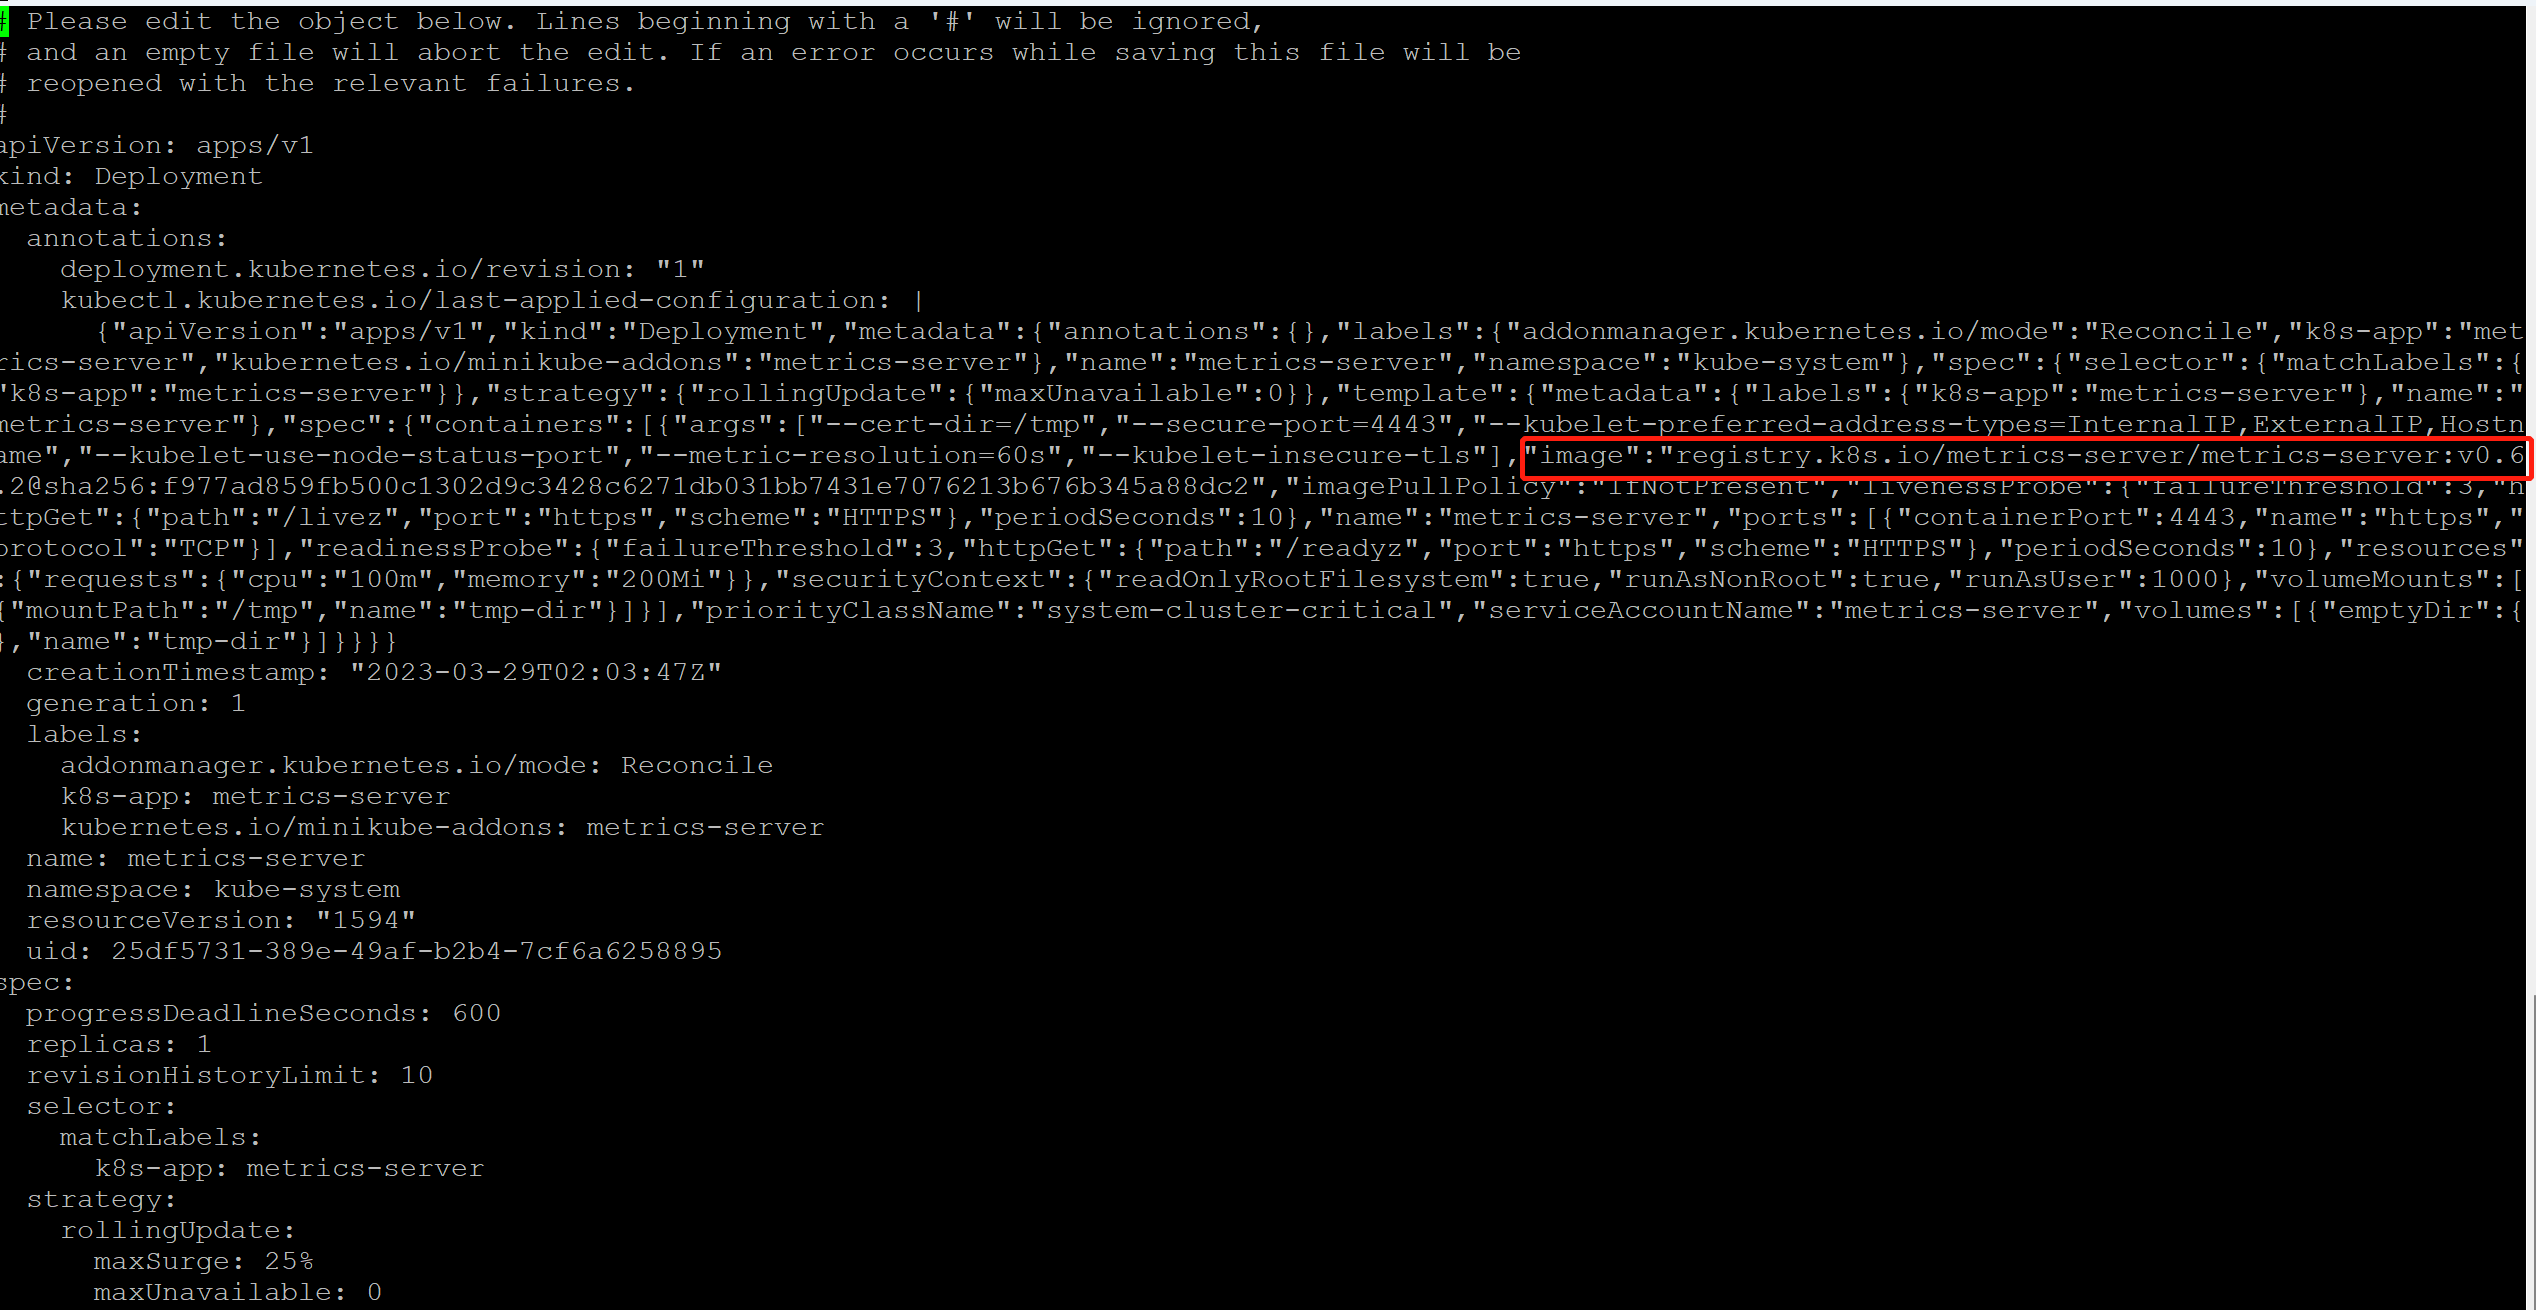 # Please edit the object below. Lines beginning with a '#' will be ignored,
# and an empty file will abort the edit. If an error occurs while saving this file will be
# reopened with the relevant failures.
#
apiVersion: apps/v1
kind: Deployment
metadata:
  annotations:
    deployment.kubernetes.io/revision: "1"
    kubectl.kubernetes.io/last-applied-configuration: |
      {"apiVersion":"apps/v1","kind":"Deployment","metadata":{"annotations":{},"labels":{"addonmanager.kubernetes.io/mode":"Reconcile","k8s-app":"met
rics-server","kubernetes.io/minikube-addons":"metrics-server"},"name":"metrics-server","namespace":"kube-system"},"spec":{"selector":{"matchLabels":{
"k8s-app":"metrics-server"}},"strategy":{"rollingUpdate":{"maxUnavailable":0}},"template":{"metadata":{"labels":{"k8s-app":"metrics-server"},"name":"
metrics-server"},"spec":{"containers":[{"args":["--cert-dir=/tmp","--secure-port=4443","--kubelet-preferred-address-types=InternalIP,ExternalIP,Hostn
ame","--kubelet-use-node-status-port","--metric-resolution=60s","--kubelet-insecure-tls"],"image":"registry.k8s.io/metrics-server/metrics-server:v0.6
.2@sha256:f977ad859fb500c1302d9c3428c6271db031bb7431e7076213b676b345a88dc2","imagePullPolicy":"IfNotPresent","livenessProbe":{"failureThreshold":3,"h
ttpGet":{"path":"/livez","port":"https","scheme":"HTTPS"},"periodSeconds":10},"name":"metrics-server","ports":[{"containerPort":4443,"name":"https","
protocol":"TCP"}],"readinessProbe":{"failureThreshold":3,"httpGet":{"path":"/readyz","port":"https","scheme":"HTTPS"},"periodSeconds":10},"resources"
:{"requests":{"cpu":"100m","memory":"200Mi"}},"securityContext":{"readOnlyRootFilesystem":true,"runAsNonRoot":true,"runAsUser":1000},"volumeMounts":[
{"mountPath":"/tmp","name":"tmp-dir"}]}],"priorityClassName":"system-cluster-critical","serviceAccountName":"metrics-server","volumes":[{"emptyDir":{
},"name":"tmp-dir"}]}}}}
  creationTimestamp: "2023-03-29T02:03:47Z"
  generation: 1
  labels:
    addonmanager.kubernetes.io/mode: Reconcile
    k8s-app: metrics-server
    kubernetes.io/minikube-addons: metrics-server
  name: metrics-server
  namespace: kube-system
  resourceVersion: "1594"
  uid: 25df5731-389e-49af-b2b4-7cf6a6258895
spec:
  progressDeadlineSeconds: 600
  replicas: 1
  revisionHistoryLimit: 10
  selector:
    matchLabels:
      k8s-app: metrics-server
  strategy:
    rollingUpdate:
      maxSurge: 25%
      maxUnavailable: 0